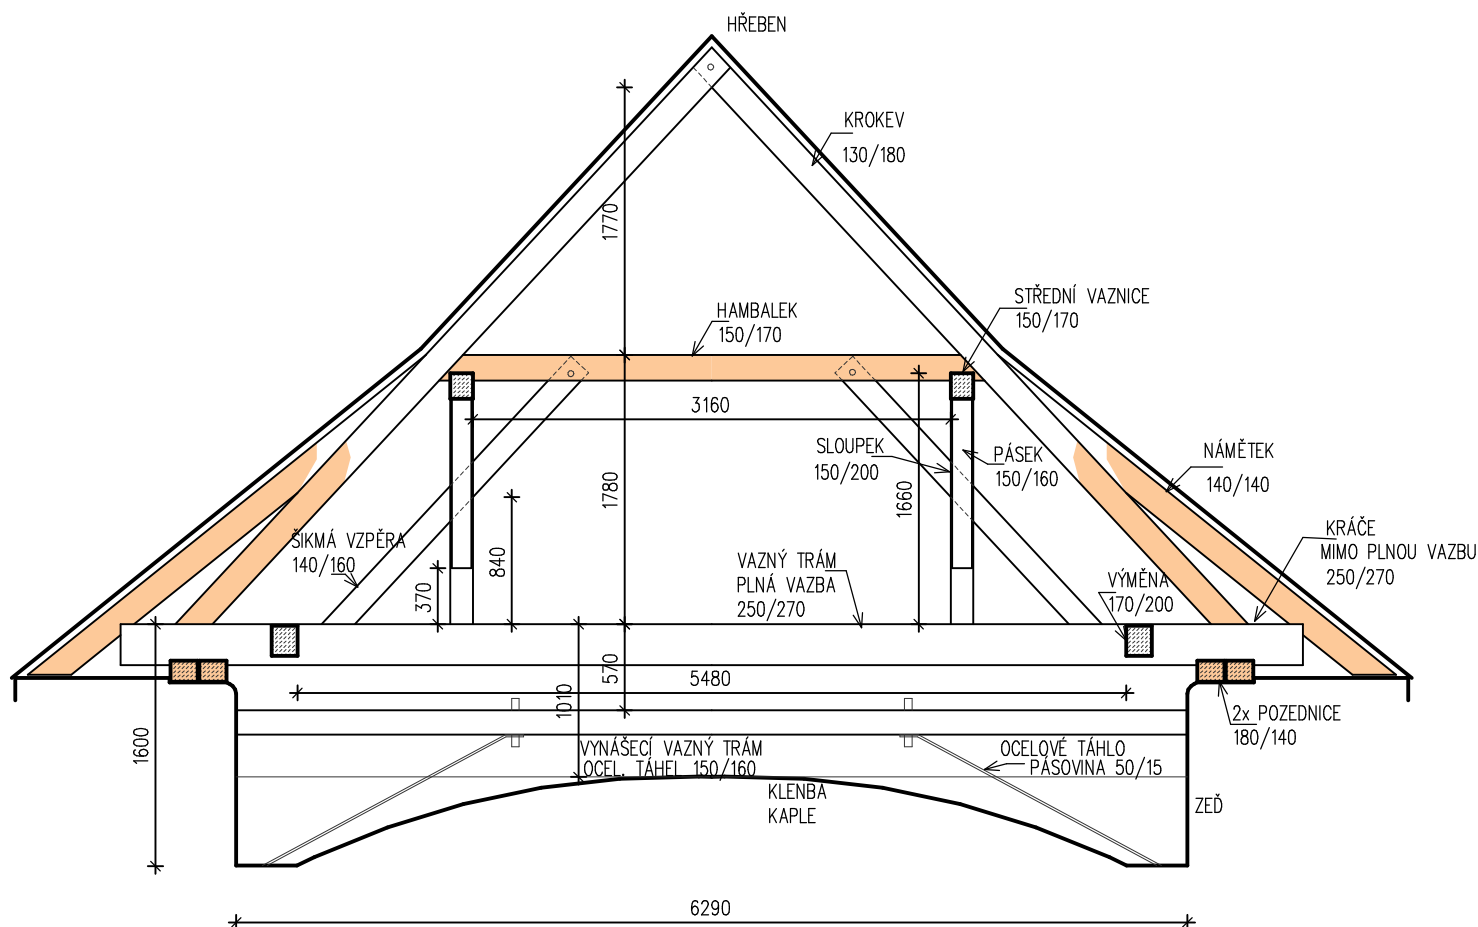 HŘEBEN
KROKEV
130/180
1770
STŘEDNÍ VAZNICE
150/170
HAMBALEK
150/170
3160
SLOUPEK
150/200
PÁSEK
150/160
NÁMĚTEK
140/140
1780
1660
ŠIKMÁ VZPĚRA
140/160
840
370
VAZNÝ TRÁM
PLNÁ VAZBA
250/270
VÝMĚNA
170/200
KRÁČE
MIMO PLNOU VAZBU
250/270
570
5480
1010
1600
2x POZEDNICE
180/140
VYNÁŠECÍ VAZNÝ TRÁM
OCEL. TÁHEL 150/160
OCELOVÉ TÁHLO
PÁSOVINA 50/15
KLENBA
KAPLE
ZEĎ
6290